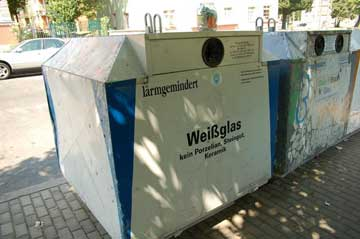 lärmgemindert
Weißglas
kein Porzellan, Steingut,
Keramik